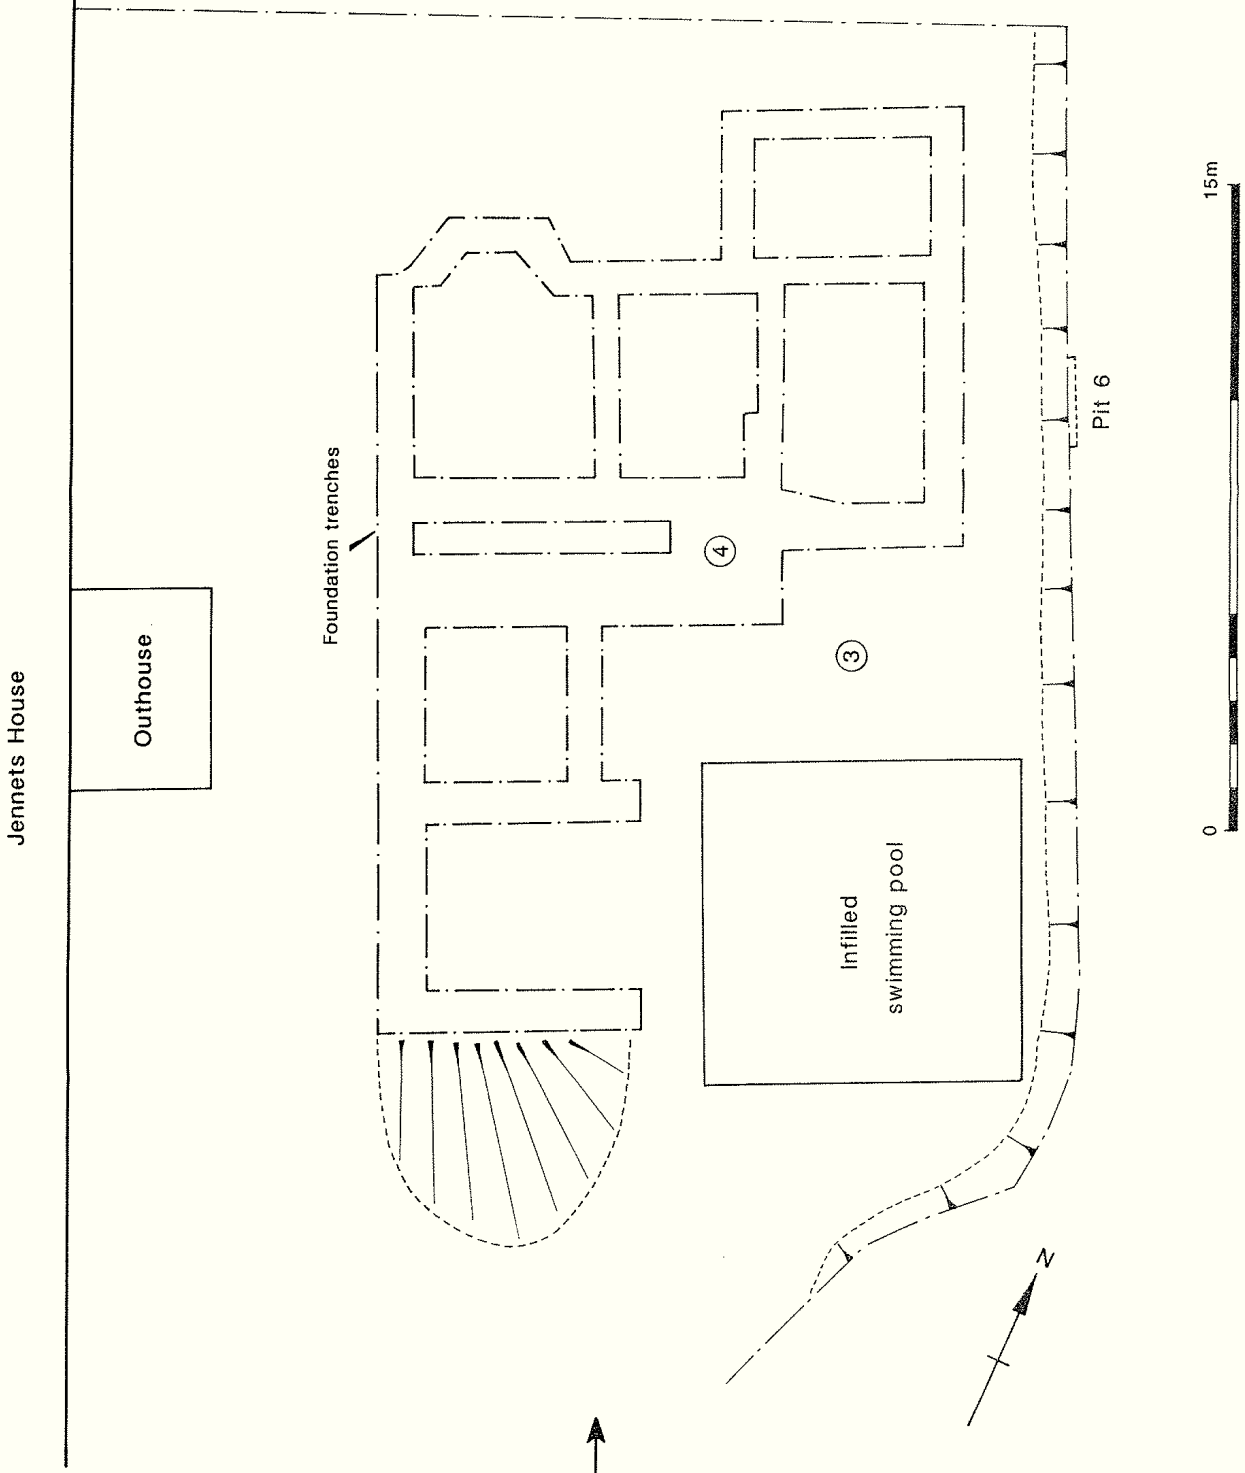 Jennets House
Outhouse
Foundation trenches
4
3
Infilled
swimming pool
Pit 6
0
15m
N